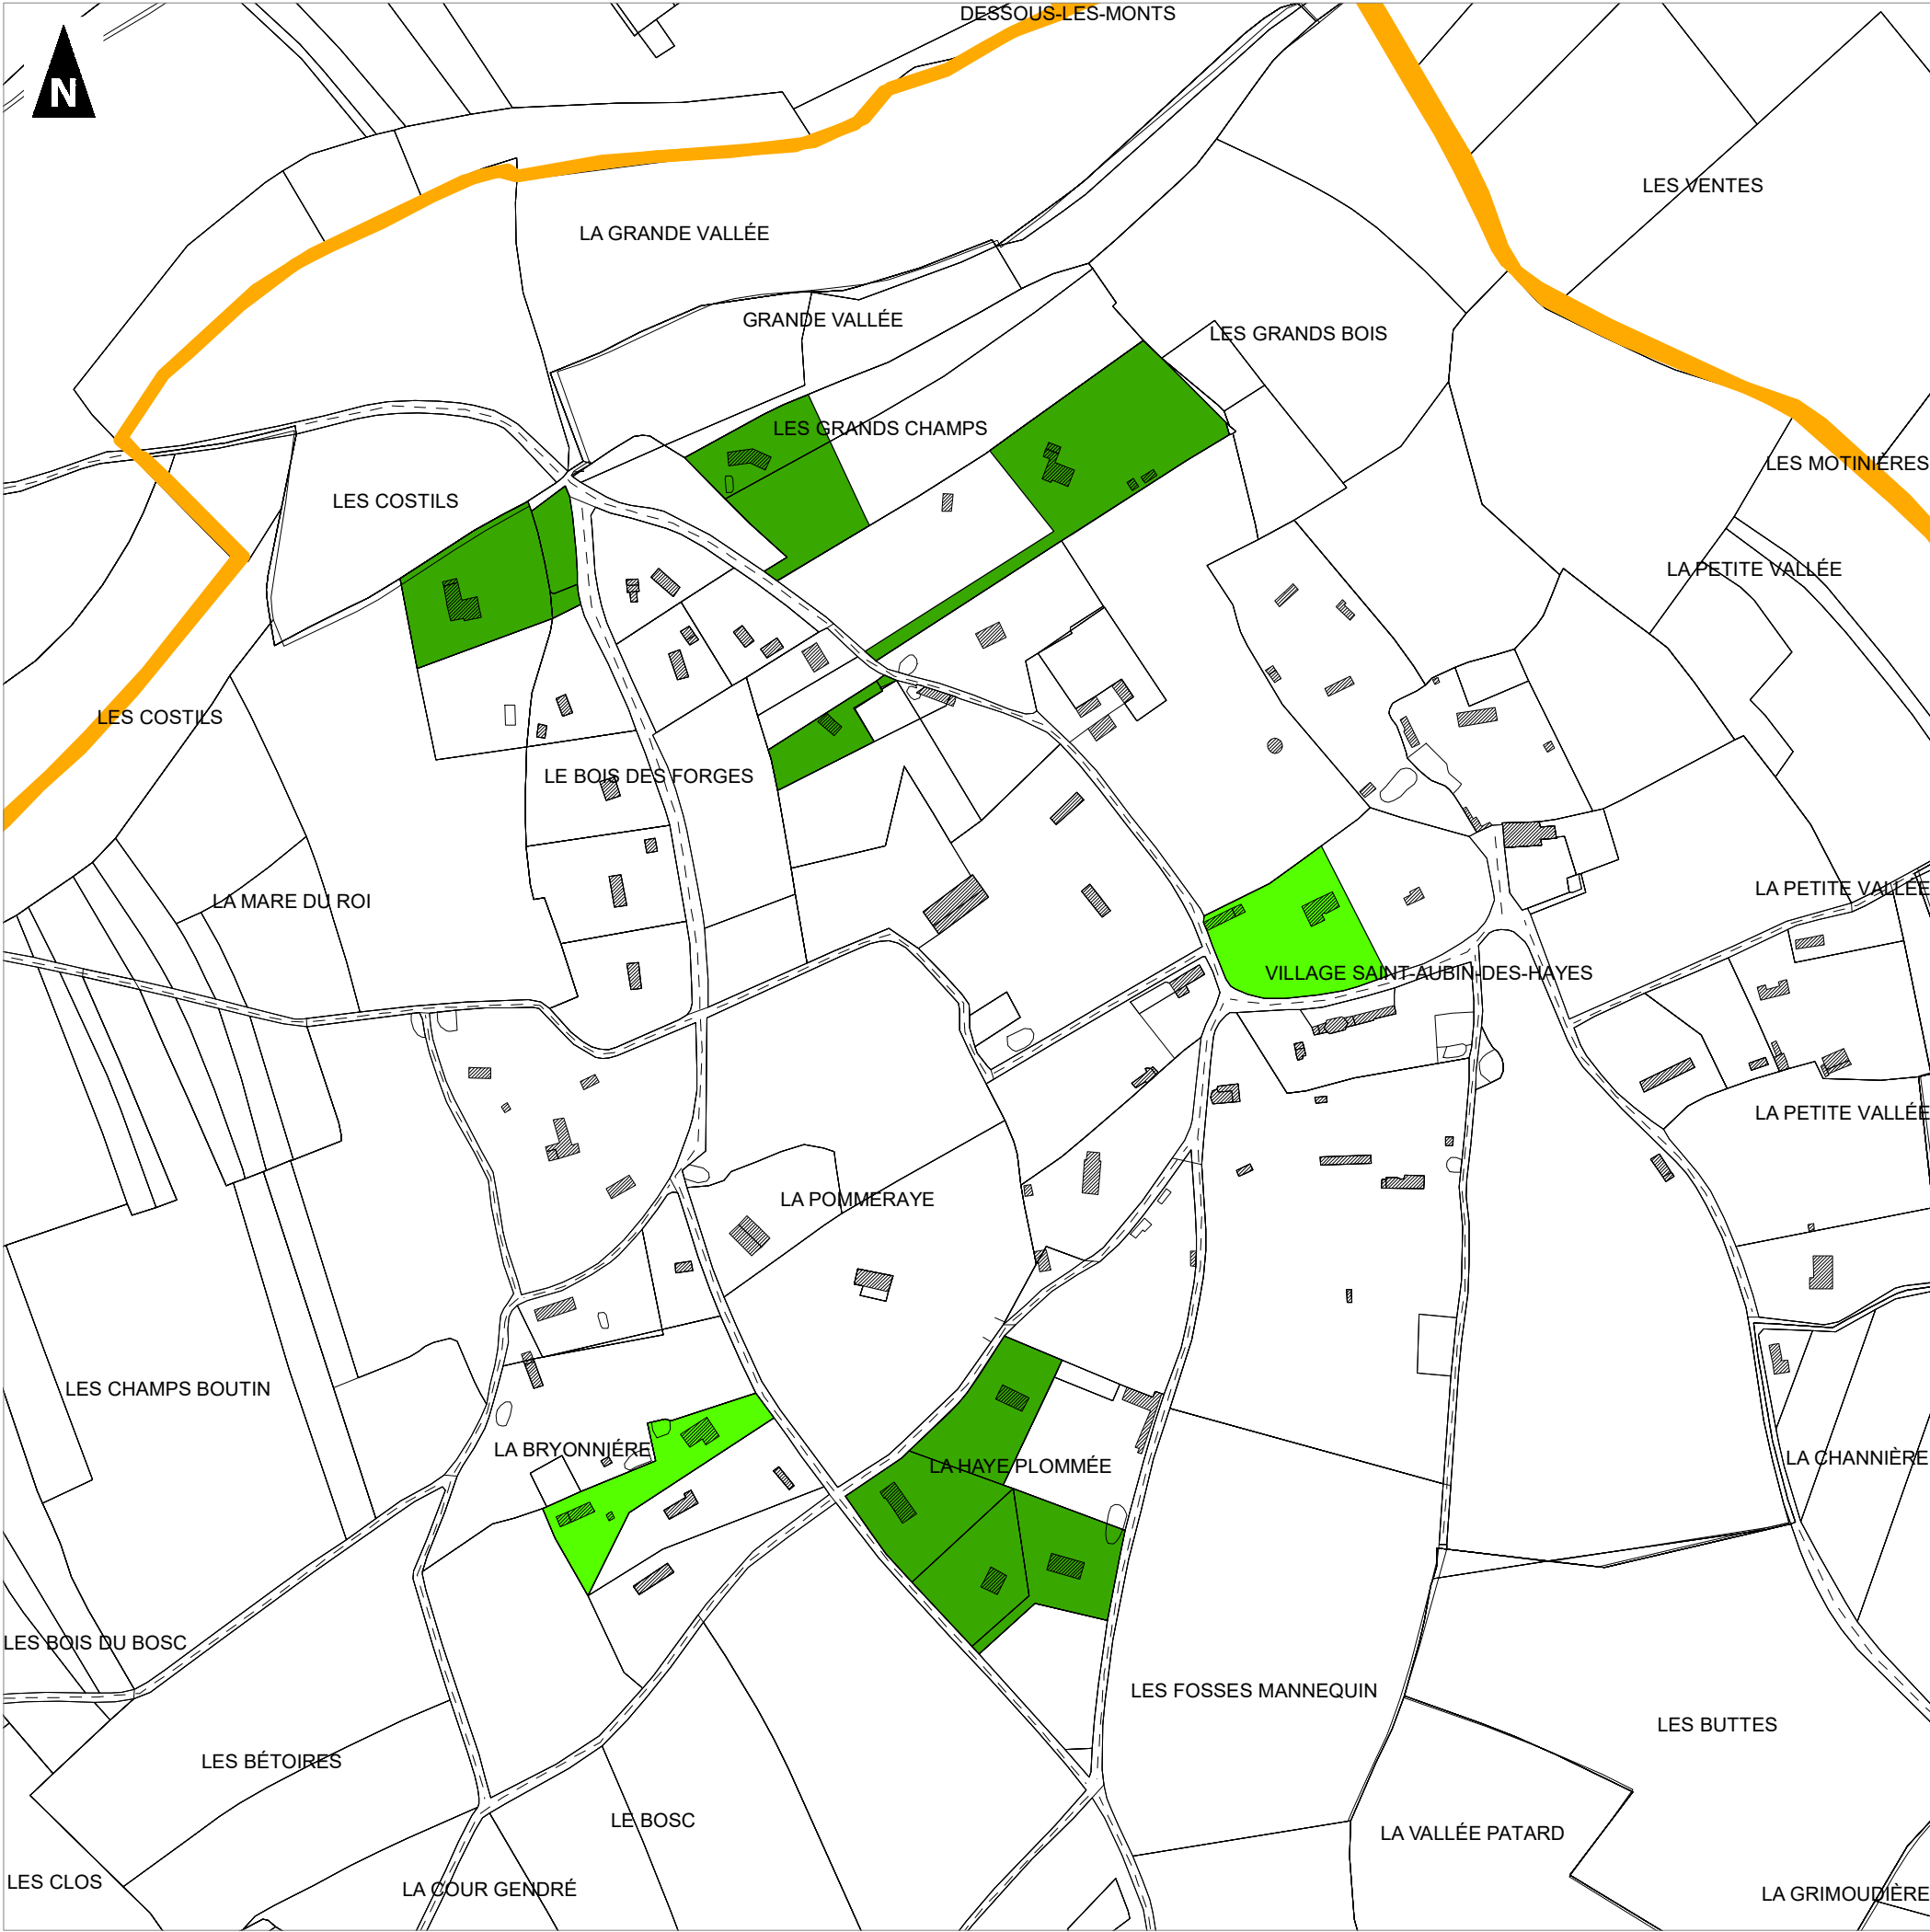 DESSOUS-LES-MONTS
N
LES VENTES
LA GRANDE VALLÉE
GRANDE VALLÉE
LES GRANDS BOIS
LES GRANDS CHAMPS
LES MOTINIÈRES
LES COSTILS
LA PETITE VALLÉE
LES COSTILS
LE BOIS DES FORGES
LA PETITE VALLÉE
LA MARE DU ROI
VILLAGE SAINT-AUBIN-DES-HAYES
LA PETITE VALLÉE
LA POMMERAYE
LES CHAMPS BOUTIN
LA BRYONNIÉRE
LA CHANNIÈRE
LA HAYE PLOMMÉE
LES BOIS DU BOSC
LES FOSSES MANNEQUIN
LES BUTTES
LES BÉTOIRES
LE BOSC
LA VALLÉE PATARD
LES CLOS
LA COUR GENDRÉ
LA GRIMOUDIÈRE